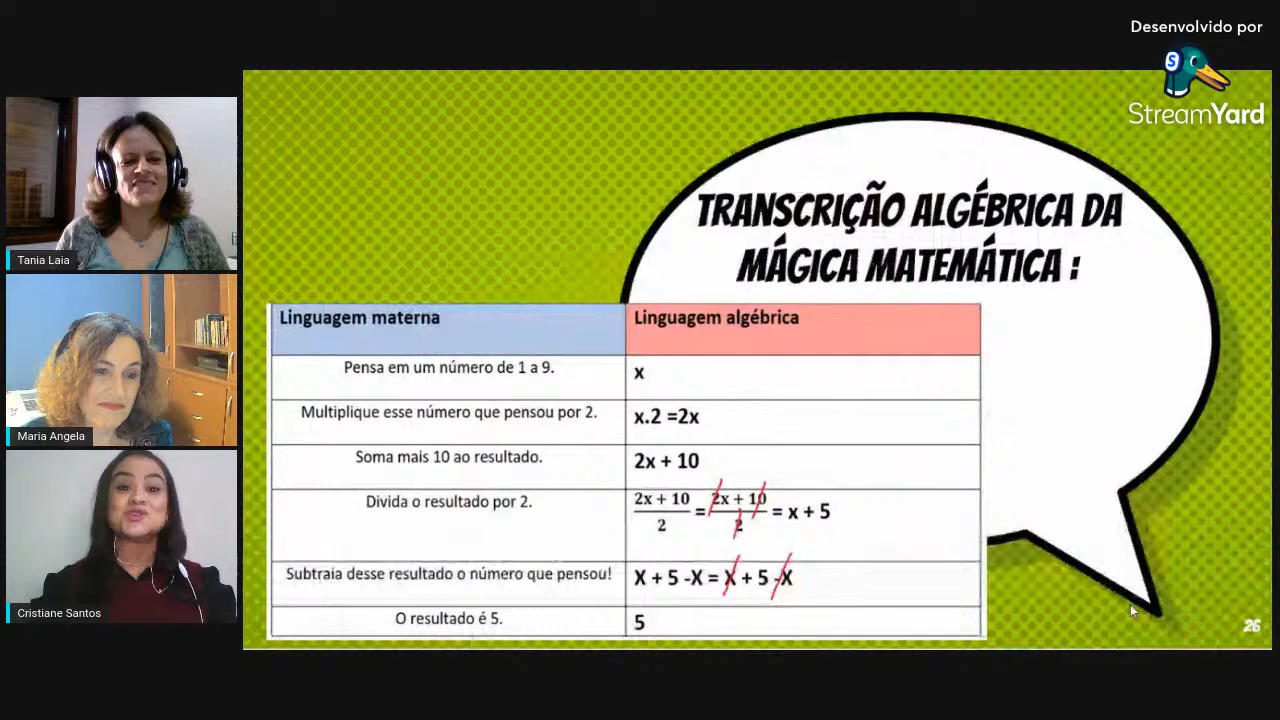 Desenvolvido por
StreamYard
Tania Laia
Maria Angela
Cristiane Santos
TRANSCRIÇÃO ALGÉBRICA DA
MÁGICA MATEMÁTICA :
Linguagem materna
Linguagem algébrica
Pensa em um número de 1 a 9.
x
Multiplique esse número que pensou por 2.
x.2 =2x
Soma mais 10 ao resultado.
2x + 10
Divida o resultado por 2.
2x + 10 / 2 = 2x + 10 / 2 = x + 5
Subtraia desse resultado o número que pensou!
X + 5 -X = X + 5 -X
O resultado é 5.
5
26